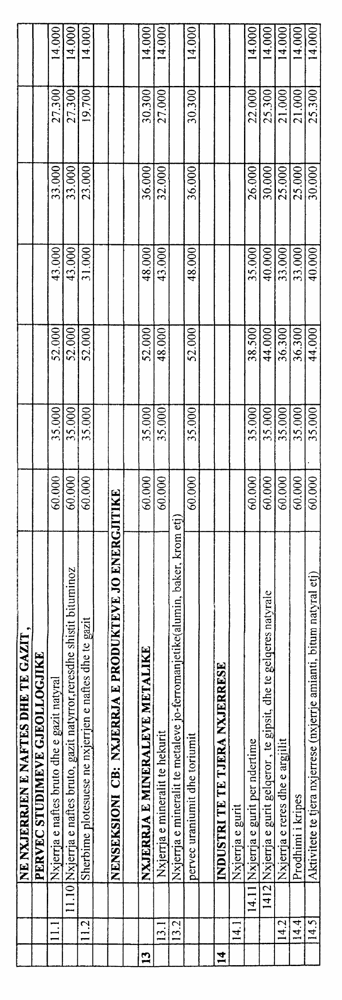 NE NXJERRJEN E NAFTES DHE TE GAZIT ,
PERVEC STUDIMEVE GJEOLLOGJIKE
11.1 Nxjerrja e naftes bruto dhe e gazit natyral 60.000 35.000 52.000 43.000 33.000 27.300 14.000
11.10 Nxjerrja e naftes bruto, gazit natyrror,reresdhe shistit bituminoz 60.000 35.000 52.000 43.000 33.000 27.300 14.000
11.2 Sherbime plotesuese ne nxjerrjen e naftes dhe te gazit 60.000 35.000 52.000 31.000 23.000 19.700 14.000
NENSEKSIONI CB: NXJERRJA E PRODUKTEVE JO ENERGJITIKE
13 NXJERRJA E MINERALEVE METALIKE 60.000 35.000 52.000 48.000 36.000 30.300 14.000
13.1 Nxjerrja e mineralit te hekurit 60.000 35.000 48.000 43.000 32.000 27.000 14.000
13.2 Nxjerrja e mineralit te metaleve jo-ferromanjetike(alumin, baker, krom etj)
pervec uraniumit dhe toriumit 60.000 35.000 52.000 48.000 36.000 30.300 14.000
14 INDUSTRI TE TE TJERA NXJERRESE
14.1 Nxjerrja e gurit
14.11 Nxjerrja e gurit per ndertime 60.000 35.000 38.500 35.000 26.000 22.000 14.000
1412 Nxjerrja e gurit gelqeror , te gipsit, dhe te gelqeres natyrale 60.000 35.000 44.000 40.000 30.000 25.300 14.000
14.2 Nxjerrja e reres dhe e argjilit 60.000 35.000 36.300 33.000 25.000 21.000 14.000
14.4 Prodhimi i kripes 60.000 35.000 36.300 33.000 25.000 21.000 14.000
14.5 Aktivitete te tjera nxjerrese (nxjerrje amianti, bitum natyral etj) 60.000 35.000 44.000 40.000 30.000 25.300 14.000